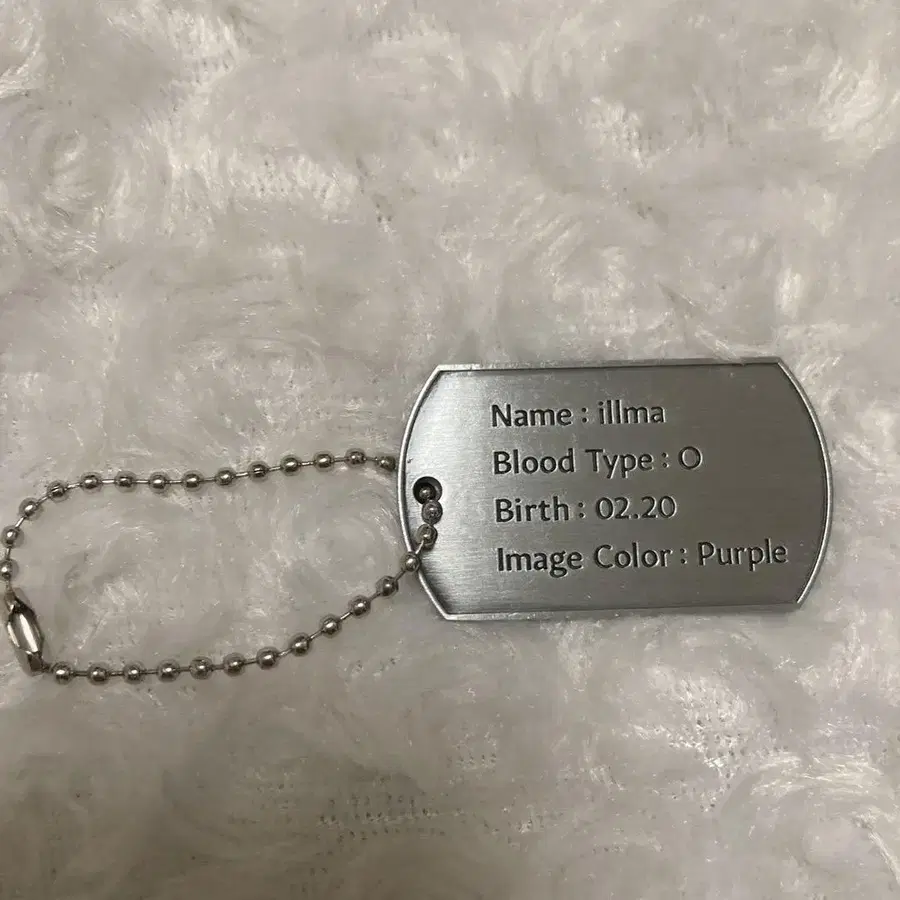 Name : illma
Blood Type : O
Birth : 02.20
Image Color : Purple